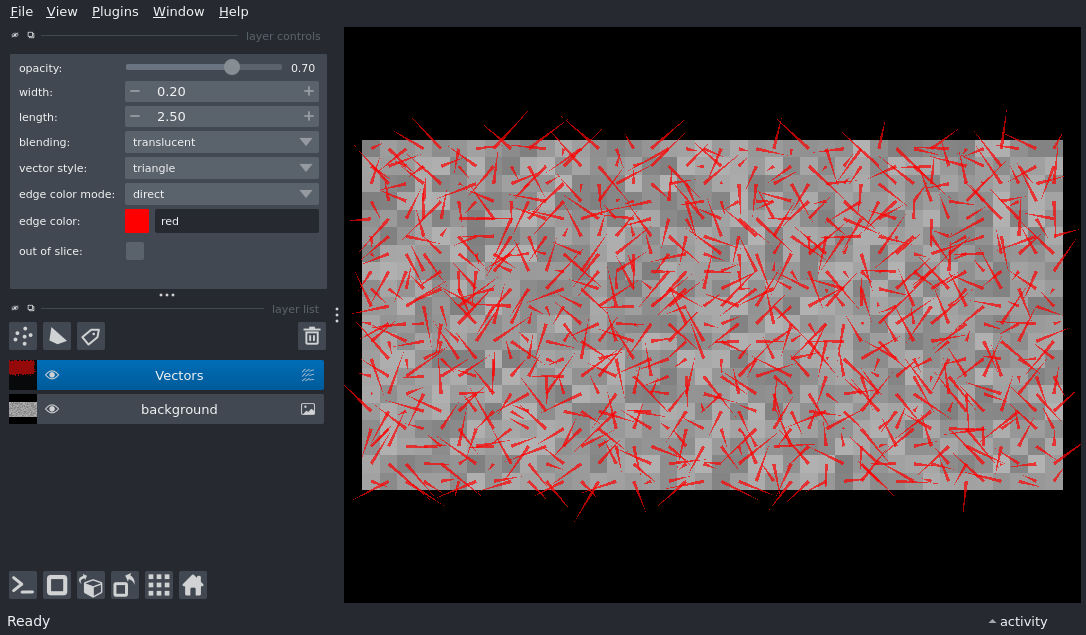 File View Plugins Window Help
layer controls
opacity: 0.70
width: 0.20
length: 2.50
blending: translucent
vector style: triangle
edge color mode: direct
edge color: red
out of slice:
layer list
Vectors
background
Ready activity